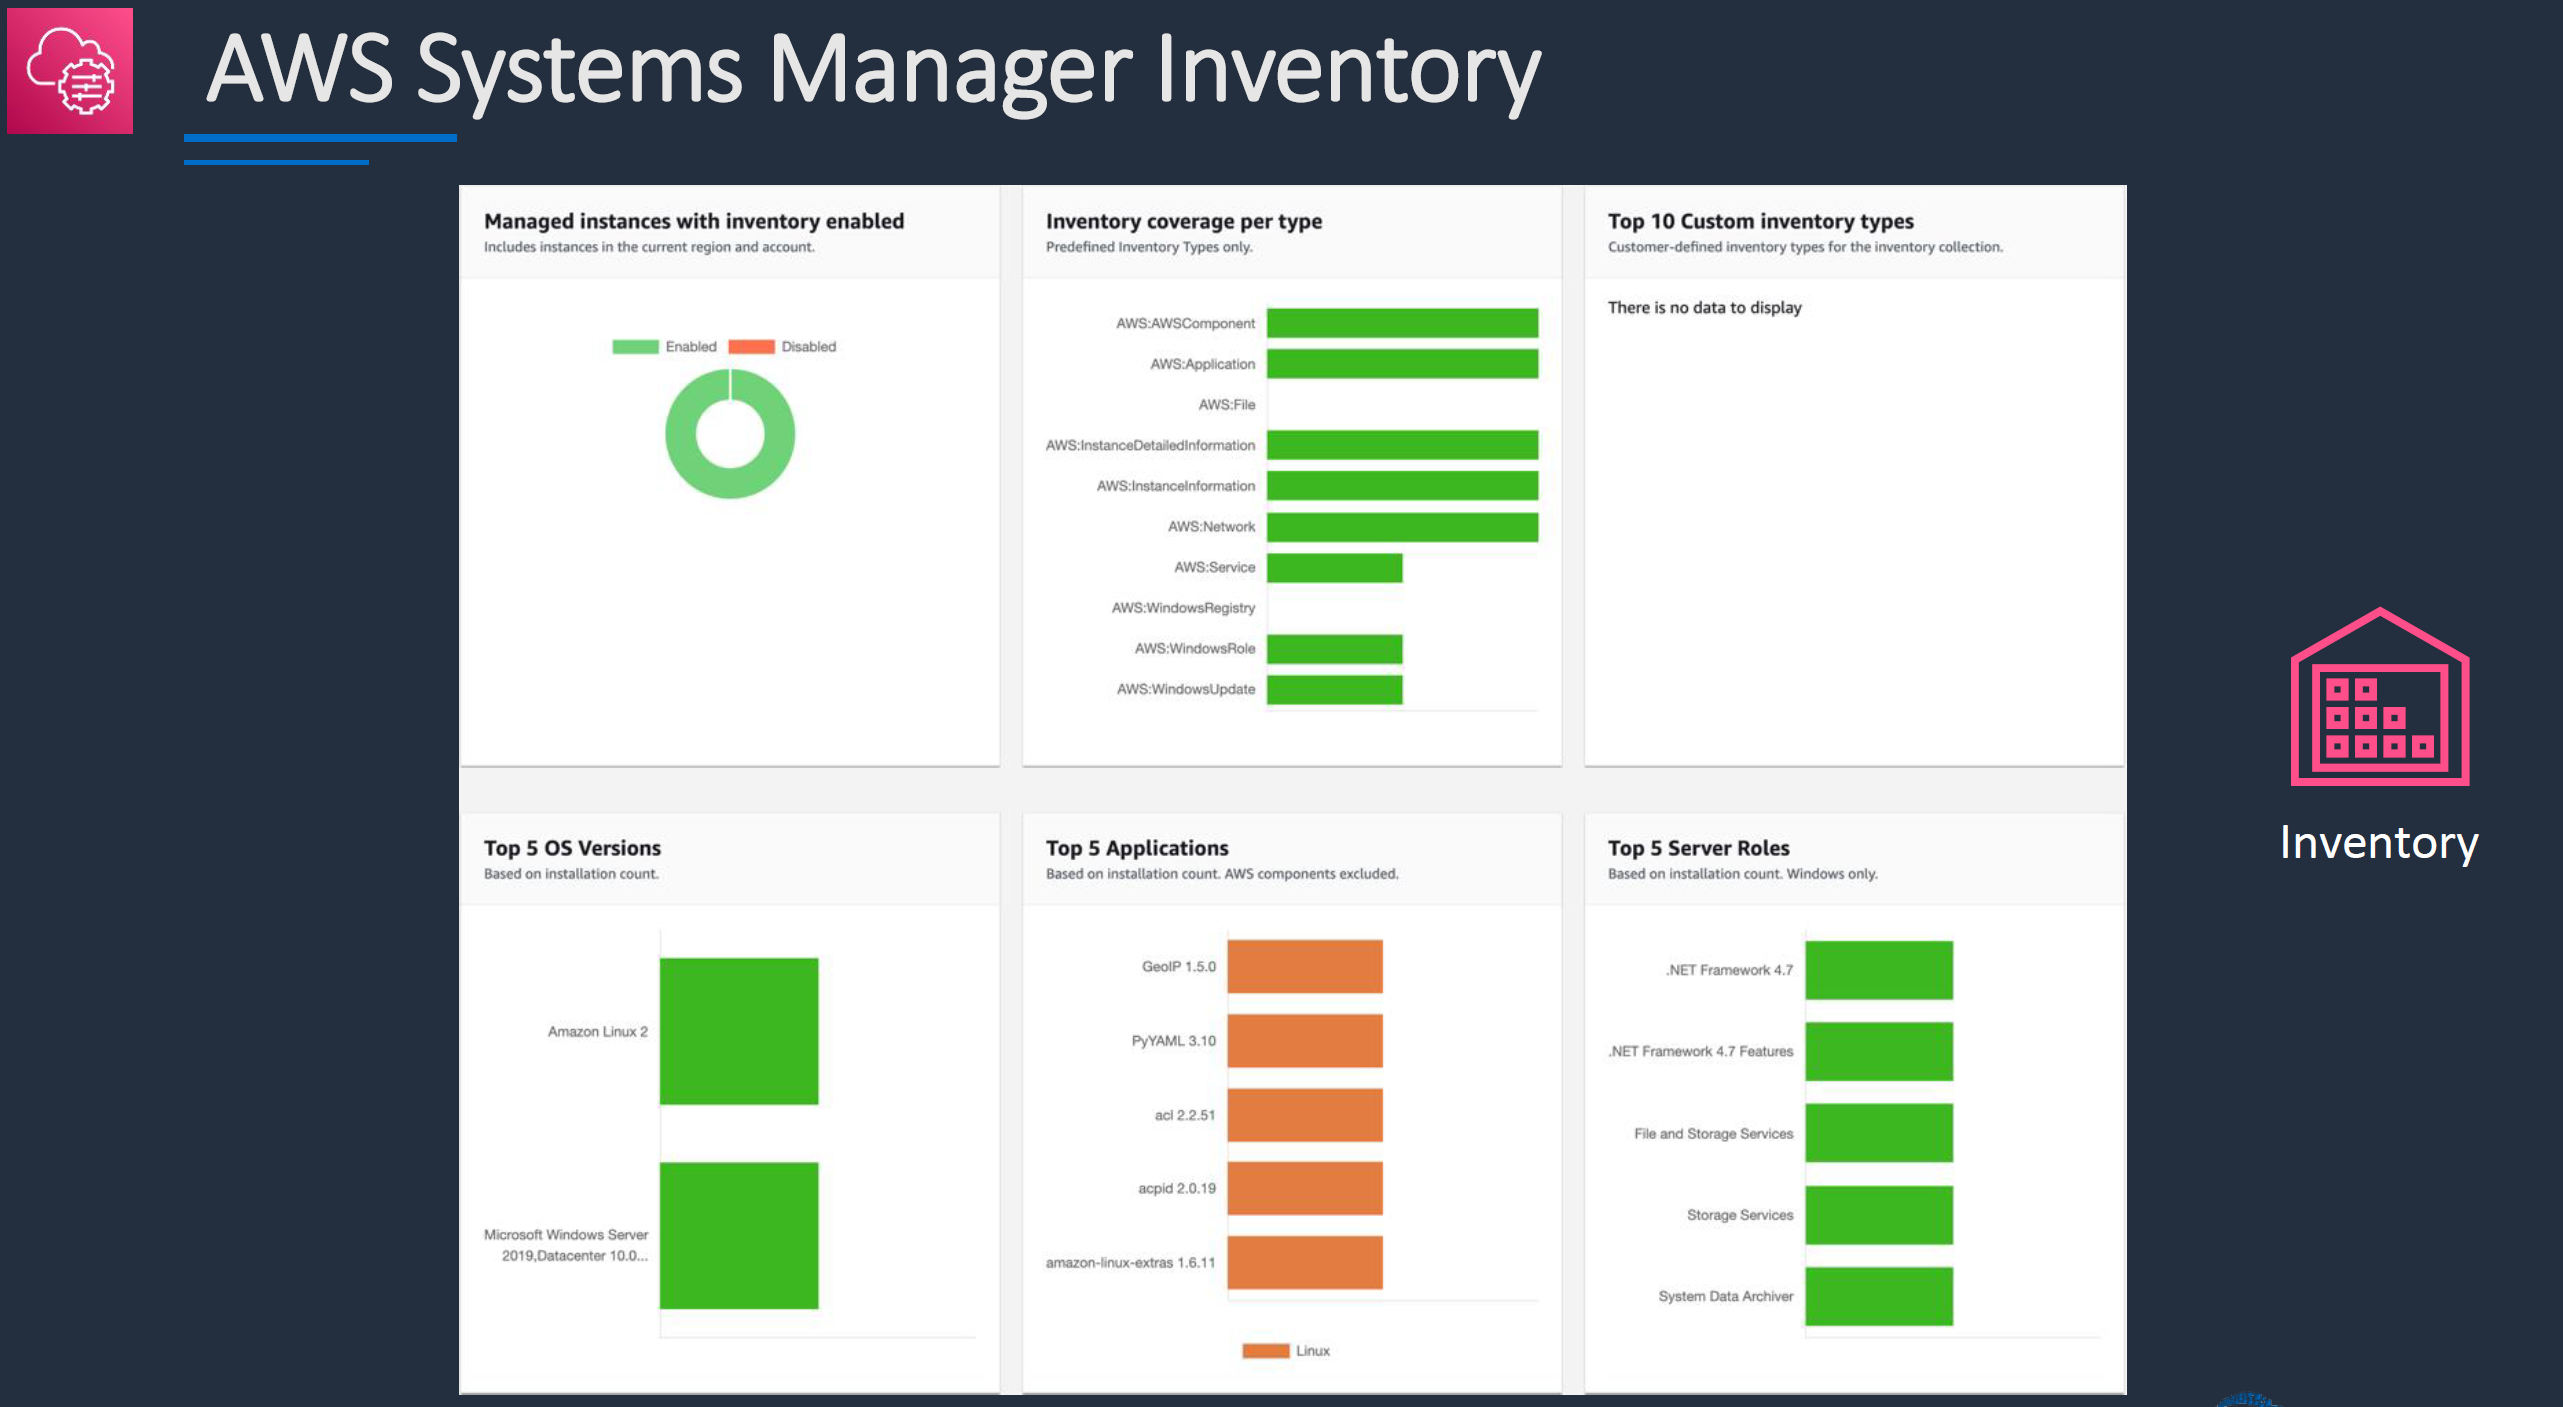 AWS Systems Manager Inventory
Managed instances with inventory enabled
Includes instances in the current region and account.
Enabled
Disabled
Inventory coverage per type
Predefined Inventory Types only.
AWS:AWSComponent
AWS:Application
AWS:File
AWS:InstanceDetailedInformation
AWS:InstanceInformation
AWS:Network
AWS:Service
AWS:WindowsRegistry
AWS:WindowsRole
AWS:WindowsUpdate
Top 10 Custom inventory types
Customer-defined inventory types for the inventory collection.
There is no data to display
Top 5 OS Versions
Based on installation count.
Amazon Linux 2
Microsoft Windows Server
2019,Datacenter 10.0...
Top 5 Applications
Based on installation count. AWS components excluded.
GeoIP 1.5.0
PyYAML 3.10
acl 2.2.51
acpid 2.0.19
amazon-linux-extras 1.6.11
Linux
Top 5 Server Roles
Based on installation count. Windows only.
.NET Framework 4.7
.NET Framework 4.7 Features
File and Storage Services
Storage Services
System Data Archiver
Inventory